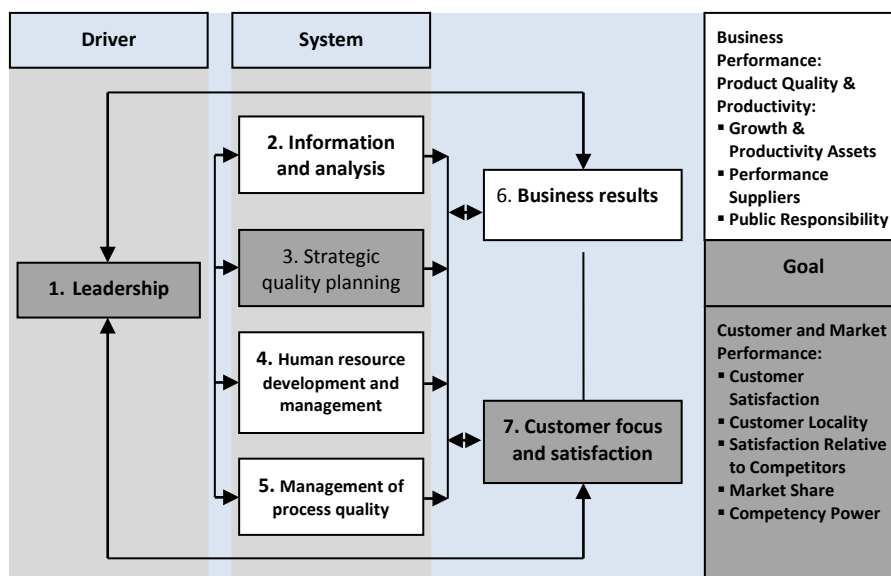 Driver
System
1. Leadership
2. Information
and analysis
3. Strategic
quality planning
4. Human resource
development and
management
5. Management of
process quality
6. Business results
7. Customer focus
and satisfaction
Business
Performance:
Product Quality &
Productivity:
▪ Growth &
Productivity Assets
▪ Performance
Suppliers
▪ Public Responsibility
Goal
Customer and Market
Performance:
▪ Customer
Satisfaction
▪ Customer Locality
▪ Satisfaction Relative
to Competitors
▪ Market Share
▪ Competency Power